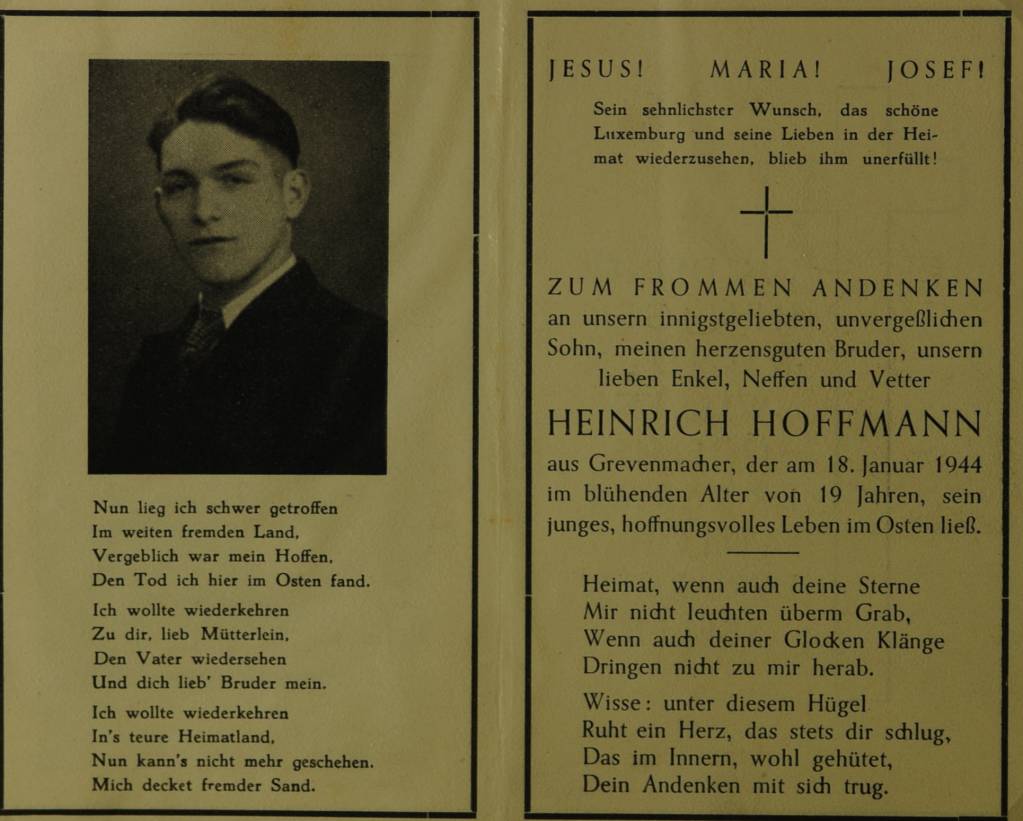 Nun lieg ich schwer getroffen
Im weiten fremden Land,
Vergeblich war mein Hoffen,
Den Tod ich hier im Osten fand.
Ich wollte wiederkehren
Zu dir, lieb Mütterlein,
Den Vater wiedersehen
Und dich lieb' Bruder mein.
Ich wollte wiederkehren
In's teure Heimatland,
Nun kann's nicht mehr geschehen.
Mich decket fremder Sand.
JESUS! MARIA! JOSEF!
Sein sehnlichster Wunsch, das schöne
Luxemburg und seine Lieben in der Hei-
mat wiederzusehen, blieb ihm unerfüllt!
ZUM FROMMEN ANDENKEN
an unsern innigstgeliebten, unvergeßlichen
Sohn, meinen herzensguten Bruder, unsern
lieben Enkel, Neffen und Vetter
HEINRICH HOFFMANN
aus Grevenmacher, der am 18. Januar 1944
im blühenden Alter von 19 Jahren, sein
junges, hoffnungsvolles Leben im Osten ließ.
Heimat, wenn auch deine Sterne
Mir nicht leuchten überm Grab,
Wenn auch deiner Glocken Klänge
Dringen nicht zu mir herab.
Wisse: unter diesem Hügel
Ruht ein Herz, das stets dir schlug,
Das im Innern, wohl gehütet,
Dein Andenken mit sich trug.